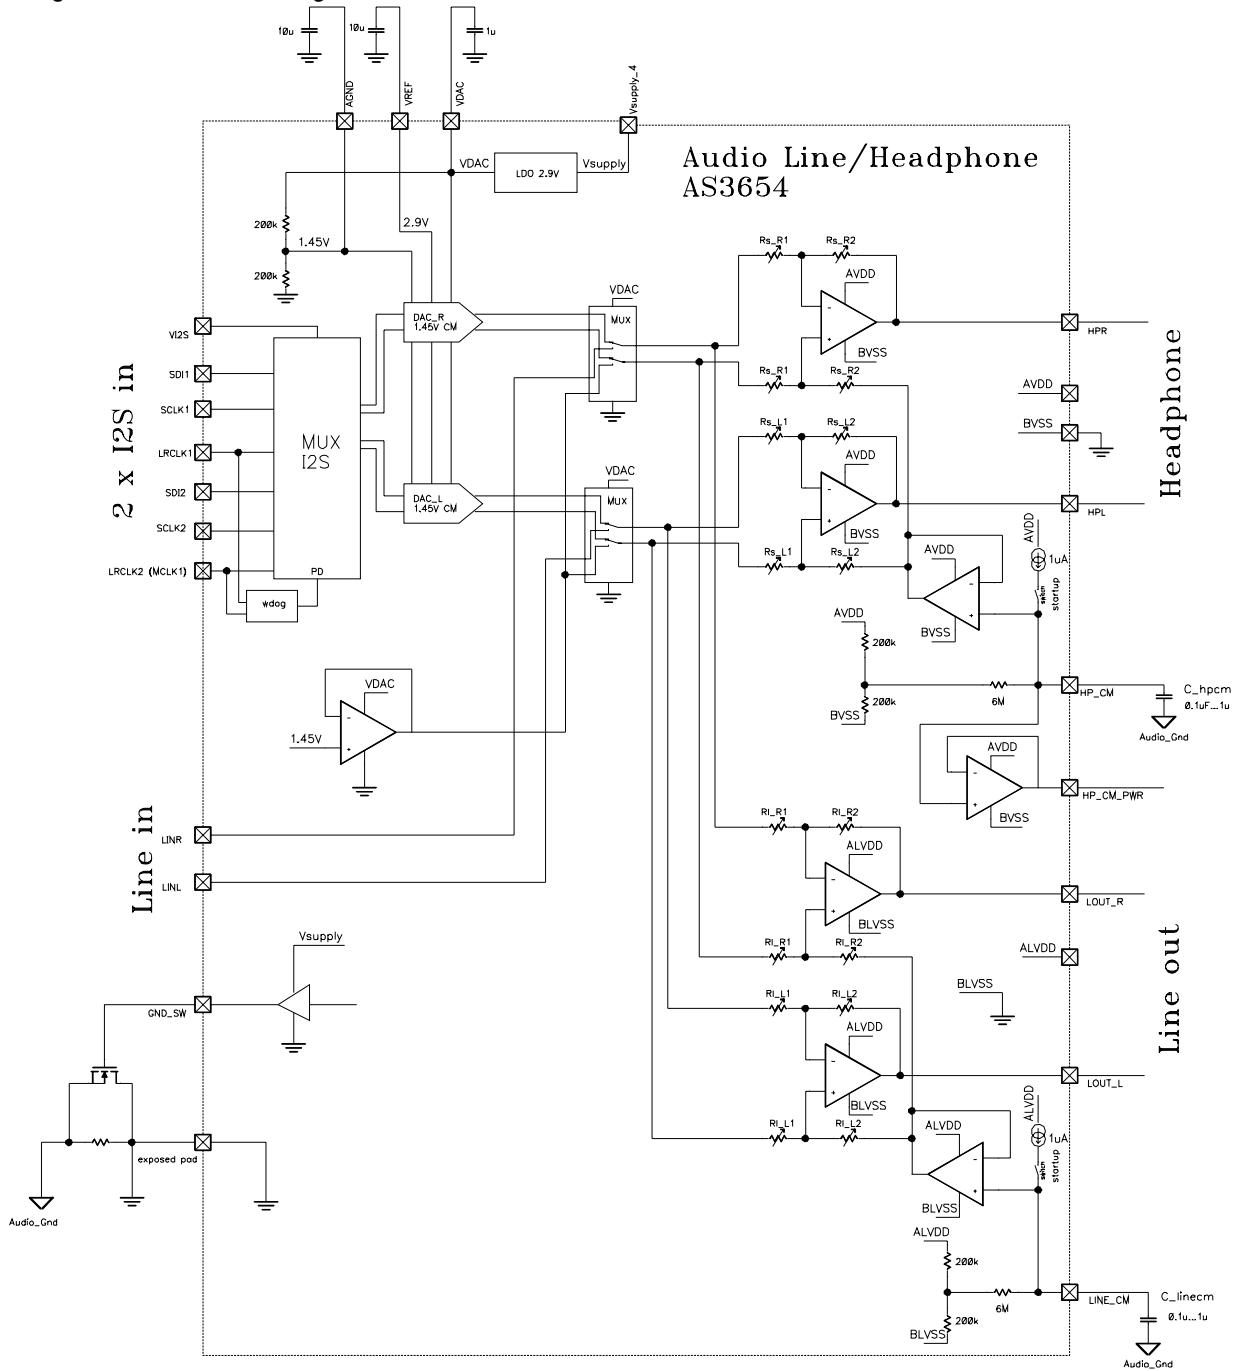 10u
10u
1u
AGND
VREF
VDAC
Vsupply_4
Audio Line/Headphone
AS3654
VDAC
LDO 2.9V
Vsupply
200k
2.9V
1.45V
200k
Rs_R1
Rs_R2
AVDD
VDAC
MUX
DAC_R
1.45V CM
BVSS
HPR
VI2S
SDI1
SCLK1
LRCLK1
SDI2
SCLK2
LRCLK2 (MCLK1)
2 x I2S in
MUX
I2S
PD
wdog
Rs_R1
Rs_R2
AVDD
BVSS
Headphone
Rs_L1
Rs_L2
AVDD
VDAC
MUX
DAC_L
1.45V CM
BVSS
HPL
Rs_L1
Rs_L2
AVDD
AVDD
1uA
swhcm
startup
BVSS
AVDD
200k
6M
HP_CM
C_hpcm
0.1uF...1u
Audio_Gnd
200k
BVSS
VDAC
1.45V
AVDD
HP_CM_PWR
BVSS
Line in
LINR
LINL
Rl_R1
Rl_R2
ALVDD
LOUT_R
BLVSS
Rl_R1
Rl_R2
ALVDD
BLVSS
Line out
Vsupply
GND_SW
Rl_L1
Rl_L2
ALVDD
LOUT_L
BLVSS
Rl_L1
Rl_L2
ALVDD
ALVDD
1uA
startup
BLVSS
exposed pad
Audio_Gnd
ALVDD
200k
6M
LINE_CM
C_linecm
0.1u...1u
200k
BLVSS
Audio_Gnd